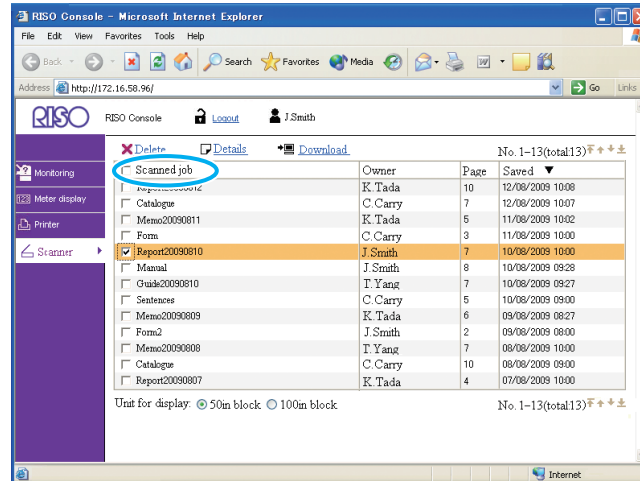 RISO Console - Microsoft Internet Explorer
File Edit View Favorites Tools Help
Back Search Favorites Media
Address http://172.16.58.96/ Go Links
RISO RISO Console Logout J.Smith
Delete Details Download No. 1-13(total:13)
Monitoring
Meter display
Printer
Scanner
Scanned job Owner Page Saved ▼
Report20090812 K.Tada 10 12/08/2009 10:08
Catalogue C.Carry 7 12/08/2009 10:07
Memo20090811 K.Tada 5 11/08/2009 10:02
Form C.Carry 3 11/08/2009 10:00
Report20090810 J.Smith 7 10/08/2009 10:00
Manual J.Smith 8 10/08/2009 09:28
Guide20090810 T.Yang 7 10/08/2009 09:27
Sentences C.Carry 5 10/08/2009 09:00
Memo20090809 K.Tada 6 09/08/2009 08:27
Form2 J.Smith 2 09/08/2009 08:00
Memo20090808 T.Yang 7 08/08/2009 10:00
Catalogue C.Carry 10 08/08/2009 09:00
Report20090807 K.Tada 4 07/08/2009 10:00
Unit for display: 50in block 100in block No. 1-13(total:13)
Internet